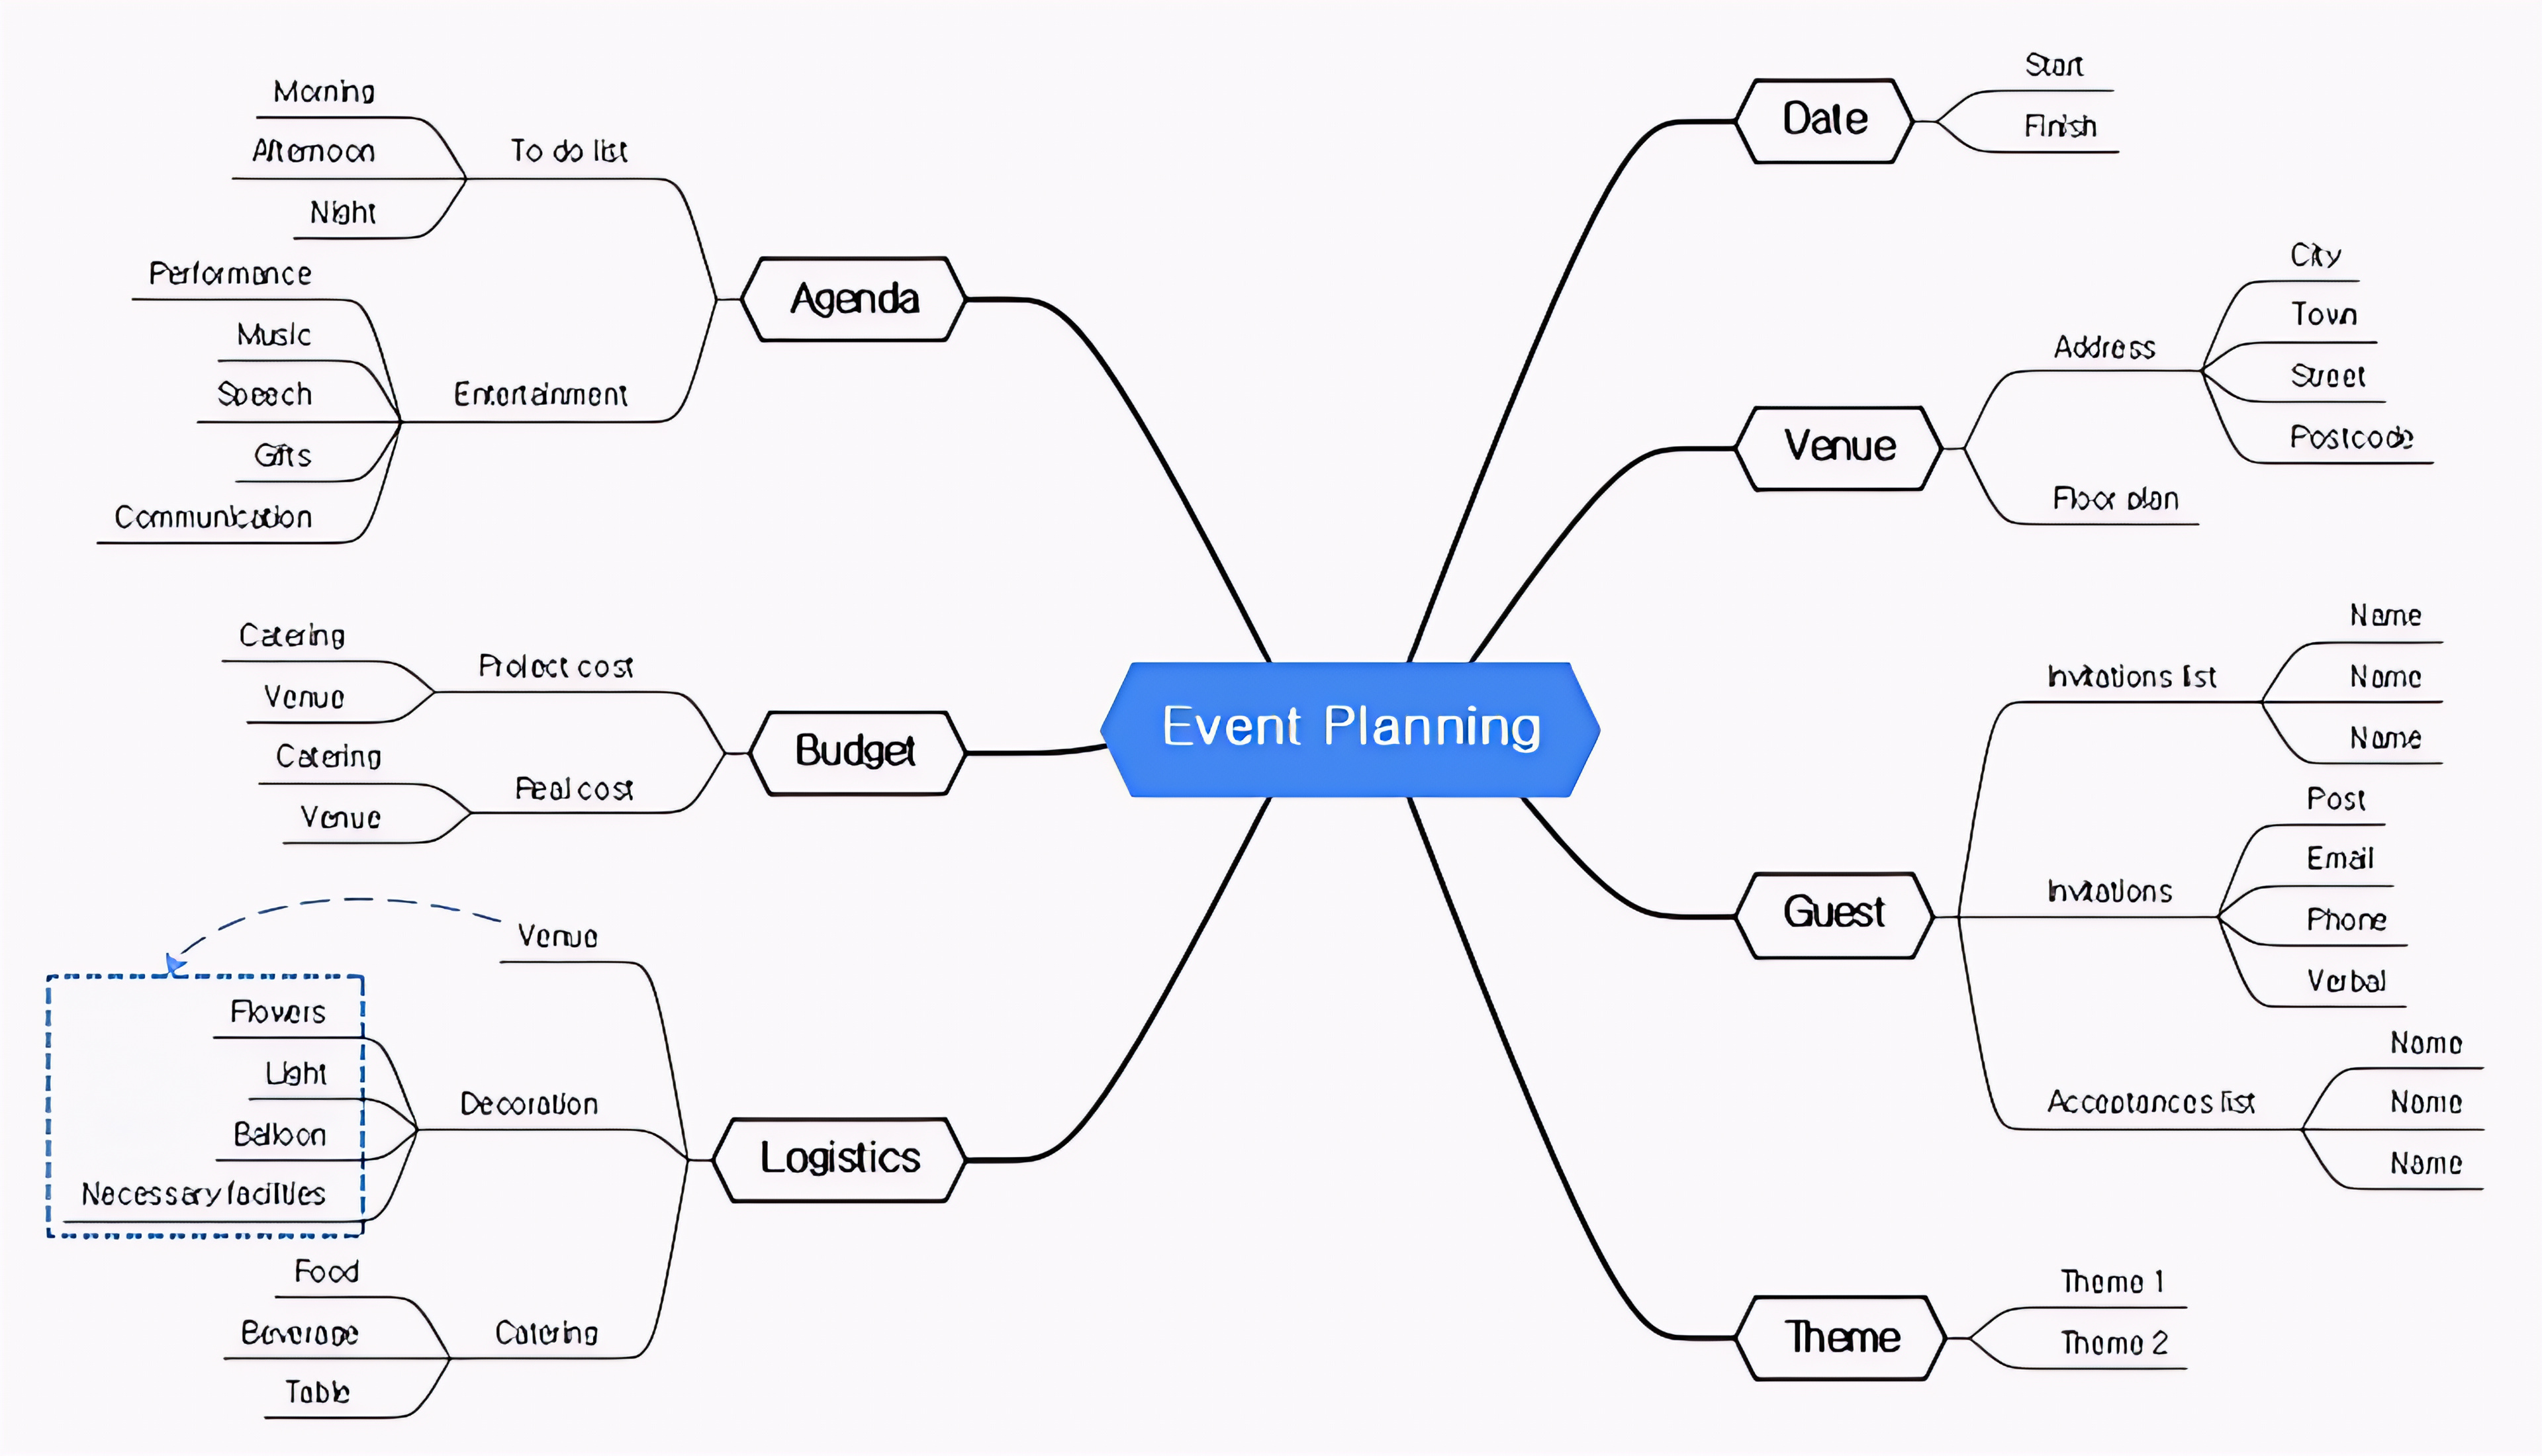 Event Planning
Agenda
To do list
Morning
Afternoon
Night
Entertainment
Performance
Music
Speech
Gifts
Communication
Budget
Project cost
Catering
Venue
Real cost
Catering
Venue
Logistics
Venue
Decoration
Flowers
Light
Balloon
Necessary facilities
Catering
Food
Beverage
Table
Date
Start
Finish
Venue
Address
City
Town
Street
Postcode
Floor plan
Guest
Invitations list
Name
Name
Name
Invitations
Post
Email
Phone
Verbal
Acceptances list
Name
Name
Name
Theme
Theme 1
Theme 2